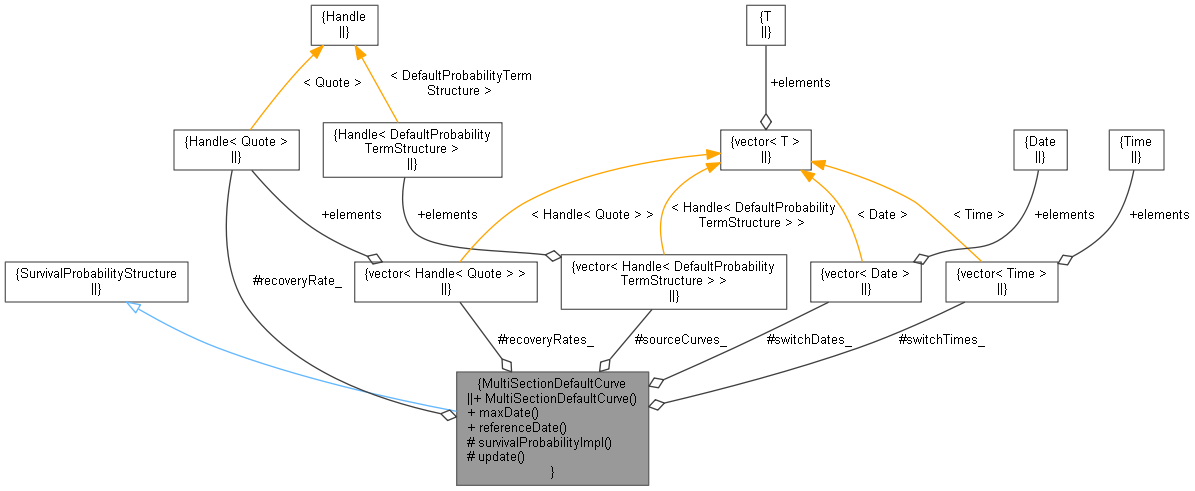 {Handle
||}
{T
||}
< Quote >
< DefaultProbabilityTerm
Structure >
+elements
{Handle< Quote >
||}
{Handle< DefaultProbability
TermStructure >
||}
{vector< T >
||}
{Date
||}
{Time
||}
+elements
+elements
< Handle< Quote > >
< Handle< DefaultProbability
TermStructure > >
< Date >
< Time >
+elements
+elements
{SurvivalProbabilityStructure
||}
#recoveryRate_
{vector< Handle< Quote > >
||}
{vector< Handle< DefaultProbability
TermStructure > >
||}
{vector< Date >
||}
{vector< Time >
||}
#recoveryRates_
#sourceCurves_
#switchDates_
#switchTimes_
{MultiSectionDefaultCurve
||+ MultiSectionDefaultCurve()
+ maxDate()
+ referenceDate()
# survivalProbabilityImpl()
# update()
}